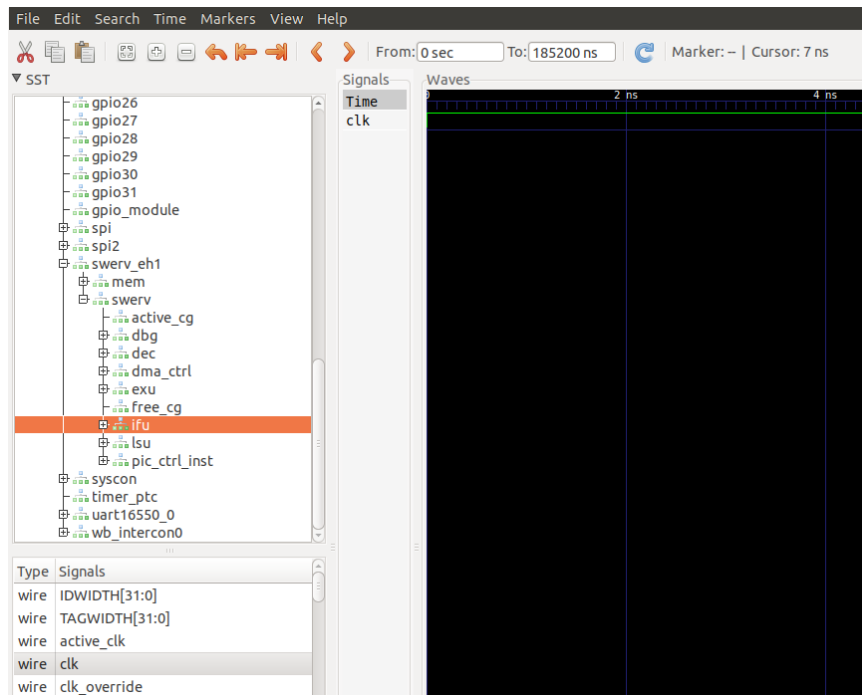 File Edit Search Time Markers View Help
From: 0 sec To: 185200 ns Marker: -- | Cursor: 7 ns
SST
gpio26
gpio27
gpio28
gpio29
gpio30
gpio31
gpio_module
spi
spi2
swerv_eh1
mem
swerv
active_cg
dbg
dec
dma_ctrl
exu
free_cg
ifu
lsu
pic_ctrl_inst
syscon
timer_ptc
uart16550_0
wb_intercon0
Type Signals
wire IDWIDTH[31:0]
wire TAGWIDTH[31:0]
wire active_clk
wire clk
wire clk_override
Signals
Time
clk
Waves
0 2 ns 4 ns